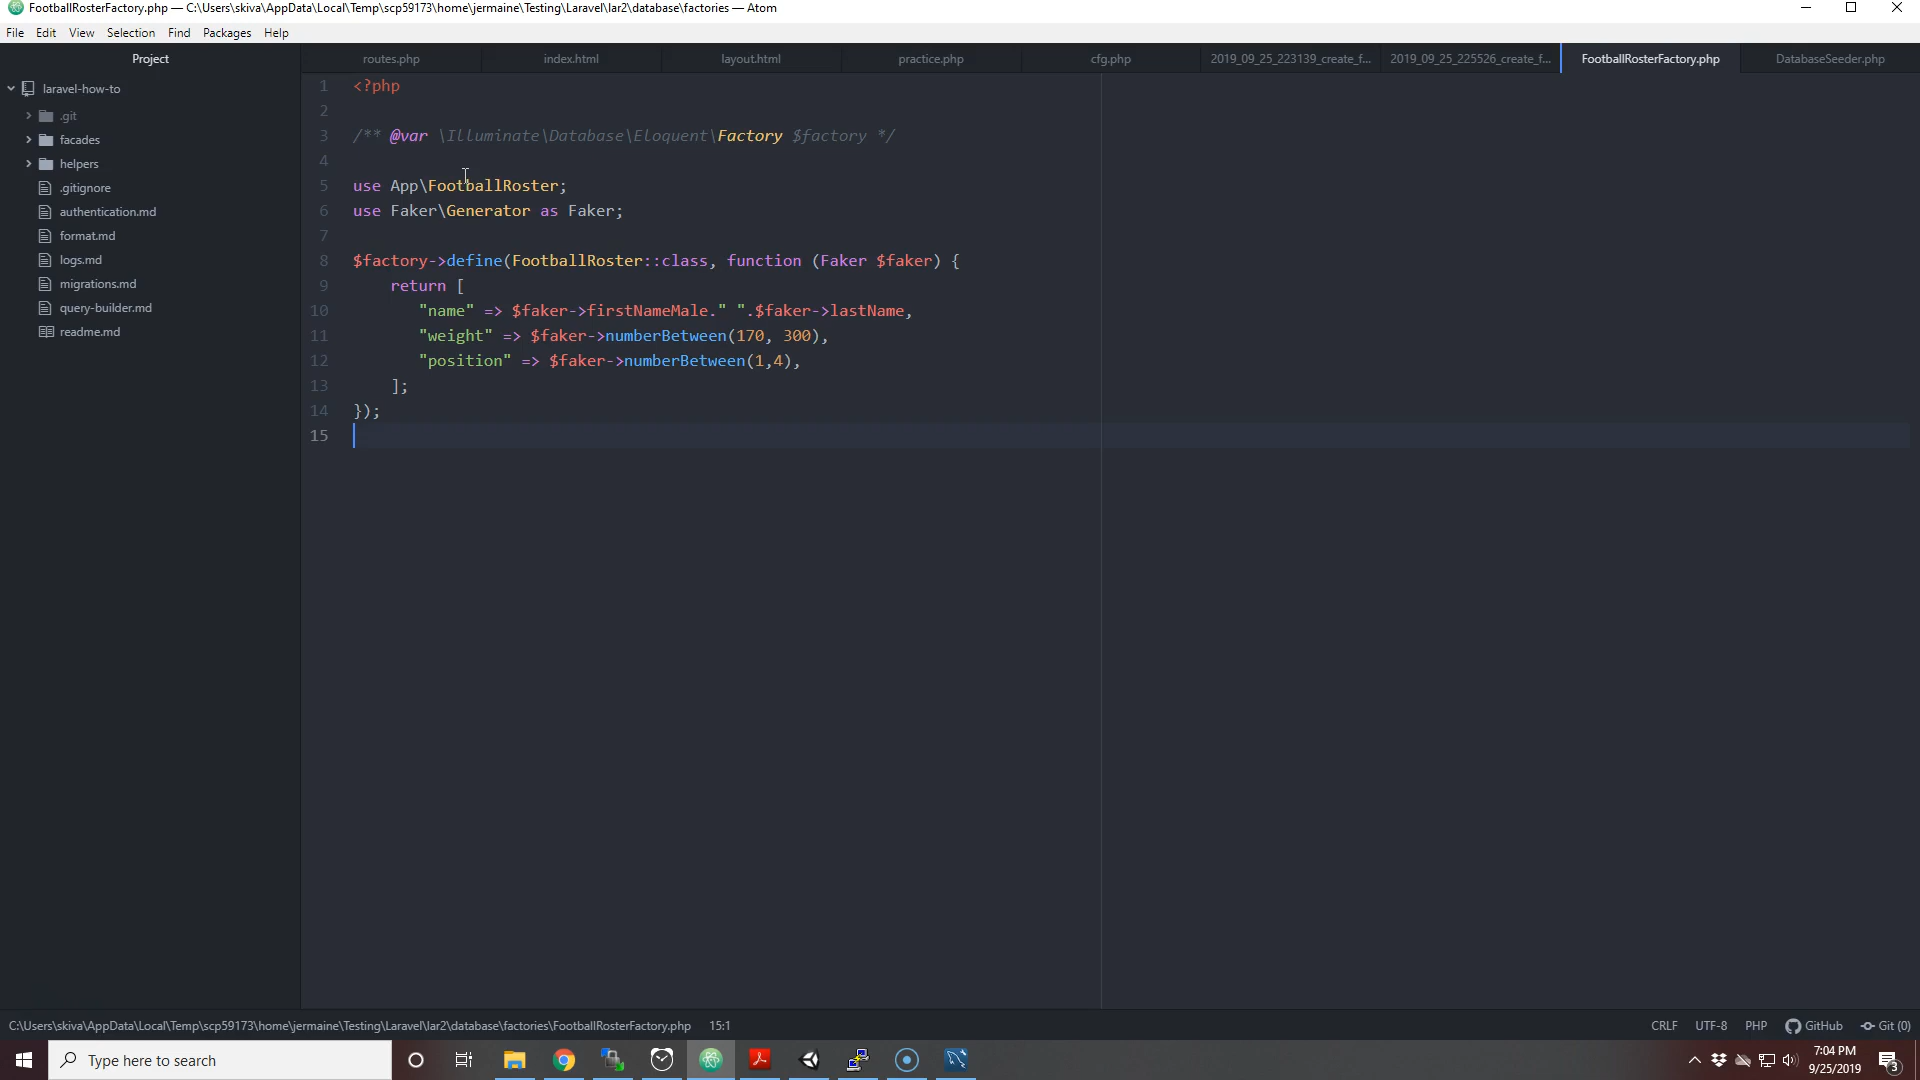 FootballRosterFactory.php — C:\Users\skiva\AppData\Local\Temp\scp59173\home\jermaine\Testing\Laravel\lar2\database\factories — Atom
File Edit View Selection Find Packages Help
Project
routes.php index.html layout.html practice.php cfg.php 2019_09_25_223139_create_f... 2019_09_25_225526_create_f... FootballRosterFactory.php DatabaseSeeder.php
laravel-how-to
.git
facades
helpers
.gitignore
authentication.md
format.md
logs.md
migrations.md
query-builder.md
readme.md
1 <?php
2
3 /** @var \Illuminate\Database\Eloquent\Factory $factory */
4
5 use App\FootballRoster;
6 use Faker\Generator as Faker;
7
8 $factory->define(FootballRoster::class, function (Faker $faker) {
9 return [
10 "name" => $faker->firstNameMale." ".$faker->lastName,
11 "weight" => $faker->numberBetween(170, 300),
12 "position" => $faker->numberBetween(1,4),
13 ];
14 });
15
C:\Users\skiva\AppData\Local\Temp\scp59173\home\jermaine\Testing\Laravel\lar2\database\factories\FootballRosterFactory.php 15:1 CRLF UTF-8 PHP GitHub Git (0)
Type here to search
7:04 PM
9/25/2019
3